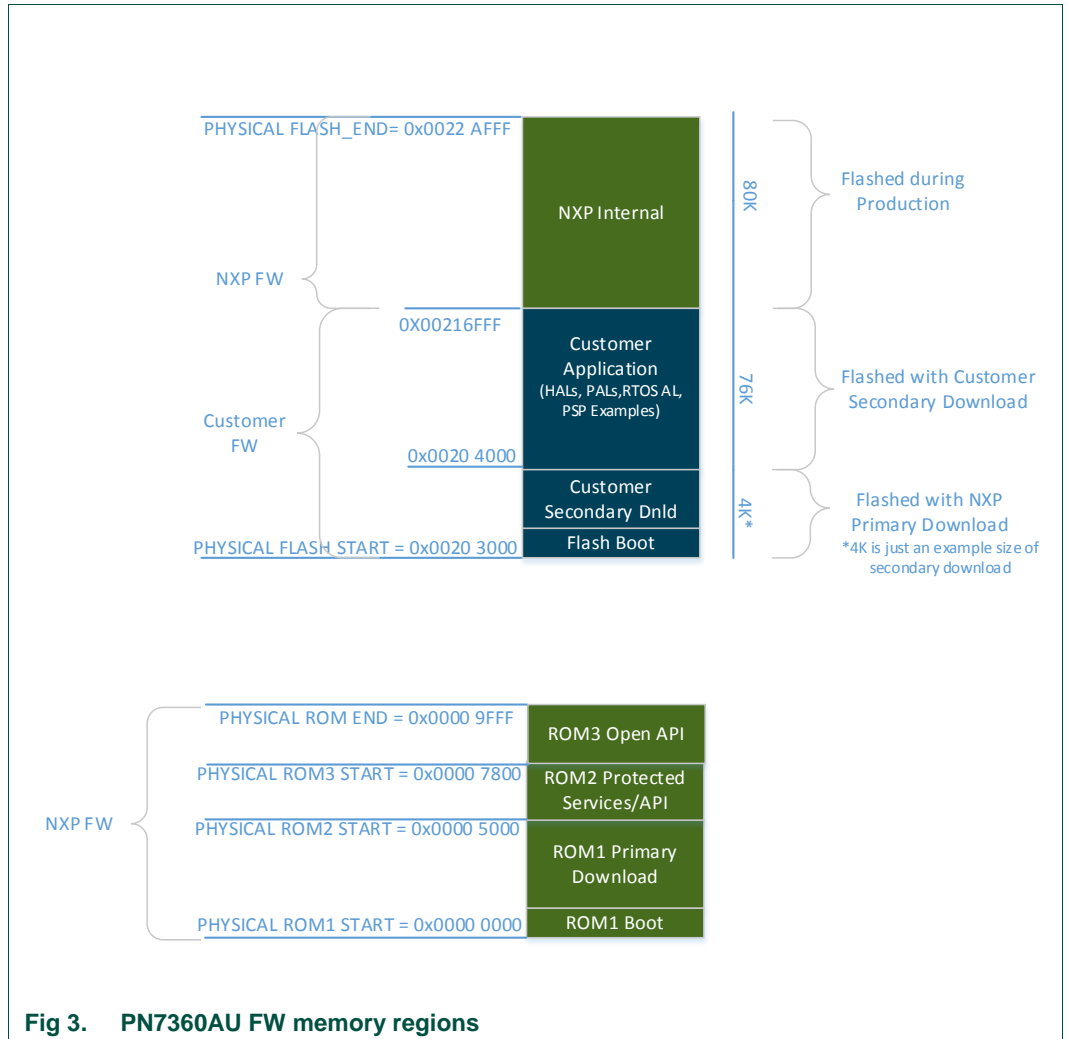 PHYSICAL FLASH_END= 0x0022 AFFF
NXP Internal
80K
Flashed during
Production
NXP FW
0X00216FFF
Customer
Application
(HALs, PALs,RTOS AL,
PSP Examples)
76K
Flashed with Customer
Secondary Download
Customer
FW
0x0020 4000
Customer
Secondary Dnld
4K*
Flashed with NXP
Primary Download
*4K is just an example size of
secondary download
PHYSICAL FLASH START = 0x0020 3000
Flash Boot
PHYSICAL ROM END = 0x0000 9FFF
ROM3 Open API
PHYSICAL ROM3 START = 0x0000 7800
ROM2 Protected
Services/API
NXP FW
PHYSICAL ROM2 START = 0x0000 5000
ROM1 Primary
Download
PHYSICAL ROM1 START = 0x0000 0000
ROM1 Boot
Fig 3. PN7360AU FW memory regions